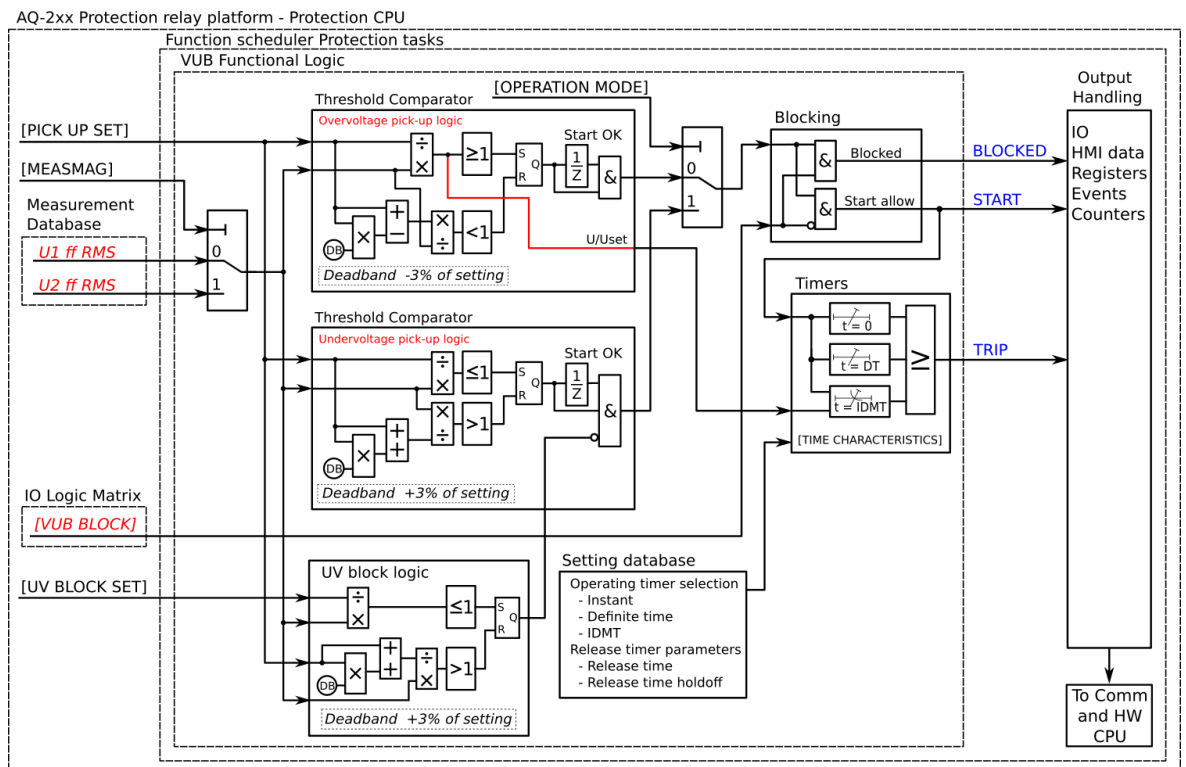 AQ-2xx Protection relay platform - Protection CPU
Function scheduler Protection tasks
VUB Functional Logic
[PICK UP SET]
[MEASMAG]
Measurement
Database
U1 ff RMS
U2 ff RMS
0
1
Threshold Comparator
Overvoltage pick-up logic
÷
×
≥1
S
R
Q
Start OK
1
Z
&
+
−
×
DB
×
÷
<1
U/Uset
Deadband -3% of setting
[OPERATION MODE]
0
1
Blocking
&
Blocked
&
Start allow
BLOCKED
START
Output
Handling
IO
HMI data
Registers
Events
Counters
Threshold Comparator
Undervoltage pick-up logic
÷
×
≤1
S
R
Q
Start OK
1
Z
&
×
÷
>1
+
+
×
DB
Deadband +3% of setting
Timers
t = 0
t = DT
t = IDMT
≥
[TIME CHARACTERISTICS]
TRIP
IO Logic Matrix
[VUB BLOCK]
[UV BLOCK SET]
UV block logic
÷
×
≤1
S
R
Q
+
+
×
DB
÷
×
>1
Deadband +3% of setting
Setting database
Operating timer selection
- Instant
- Definite time
- IDMT
Release timer parameters
- Release time
- Release time holdoff
To Comm
and HW
CPU